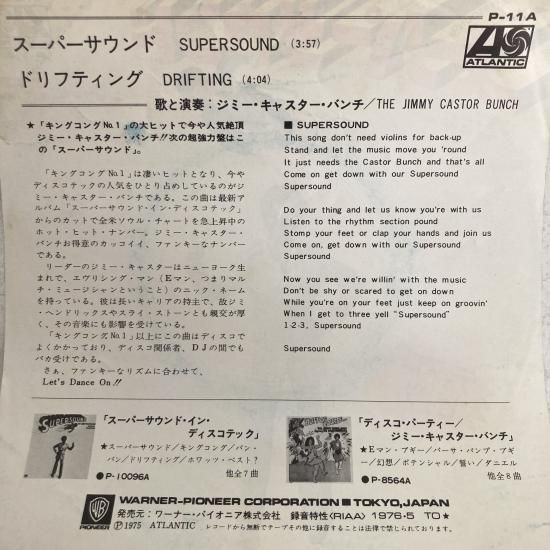 P-11A
スーパーサウンド SUPERSOUND (3:57)
ATLANTIC
ドリフティング DRIFTING (4:04)
歌と演奏:ジミー・キャスター・バンチ/THE JIMMY CASTOR BUNCH
★「キングコングNo.1」の大ヒットで今や人気絶頂
ジミー・キャスター・バンチ!!次の超強力盤はこ
の「スーパーサウンド」。
「キングコングNo.1」は凄いヒットとなり、今や
ディスコテックの人気をひとり占めしているのがジ
ミー・キャスター・バンチである。この曲は最新ア
ルバム「スーパーサウンド・イン・ディスコテック」
からのカットで全米ソウル・チャートを急上昇中の
ホット・ヒット・ナンバー。ジミー・キャスター・バ
ンチお得意のカッコイイ、ファンキーなナンバー
である。
リーダーのジミー・キャスターはニューヨーク生
まれで、エヴリシング・マン(Eマン、つまりマル
チ・ミュージシャンということ)のニック・ネーム
を持っている。彼は長いキャリアの持主で、故ジミ
・ヘンドリックスやスライ・ストーンとも親交が厚
く、その音楽にも影響を受けている。
「キングコングNo.1」以上にこの曲はディスコで
よくかかっており、ディスコ関係者、DJの間でも
バカ受けである。
さぁ、ファンキーなリズムに合わせて、
Let's Dance On!!
■ SUPERSOUND
This song don't need violins for back-up
Stand and let the music move you 'round
It just needs the Castor Bunch and that's all
Come on get down with our Supersound
Supersound
Do your thing and let us know you're with us
Listen to the rhythm section pound
Stomp your feet or clap your hands and join us
Come on, get down with our Supersound
Supersound
Now you see we're willin' with the music
Don't be shy or scared to get on down
While you're on your feet just keep on groovin'
When I get to three yell "Supersound"
1-2-3, Supersound
Supersound
SUPERSOUND
「スーパーサウンド・イン・
ディスコテック」
★スーパーサウンド/キングコング/バン・
バン/ドリフティング/ホワッツ・ベスト?
●P-10096A 他全7曲
「ディスコ・パーティー/
ジミー・キャスター・バンチ」
★Eマン・ブギー/バーサ・バンプ・ブギ
ー/幻想/ポテンシャル/誓い/ダニエル
●P-8564A 他全8曲
WB
PIONEER
WARNER-PIONEER CORPORATION ■ TOKYO, JAPAN
発売元:ワーナー・パイオニア株式会社 録音特性<RIAA> 1976・5 TO★
Ⓟ1975 ATLANTIC レコードから無断でテープその他に録音することは法律で禁じられております。